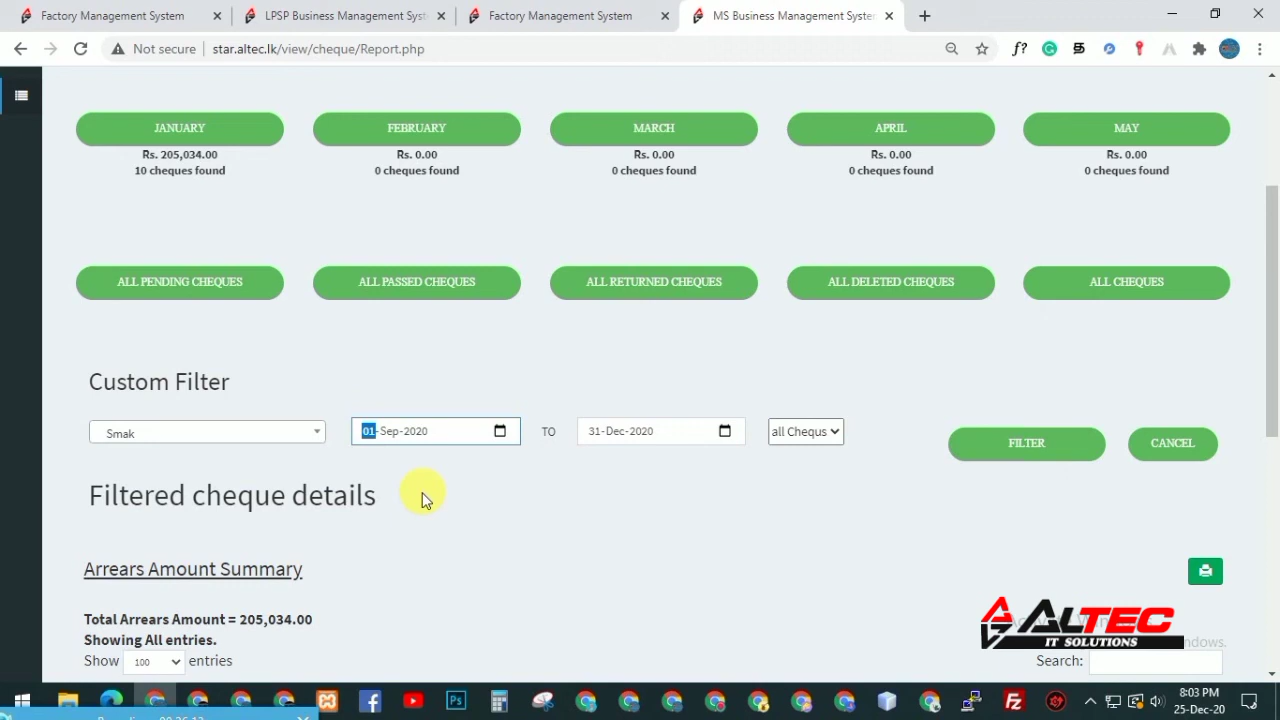 Factory Management System
LPSP Business Management Syst
Factory Management System
MS Business Management System
Not secure
star.altec.lk/view/cheque/Report.php
f?
JANUARY
FEBRUARY
MARCH
APRIL
MAY
Rs. 205,034.00
Rs. 0.00
Rs. 0.00
Rs. 0.00
Rs. 0.00
10 cheques found
0 cheques found
0 cheques found
0 cheques found
0 cheques found
ALL PENDING CHEQUES
ALL PASSED CHEQUES
ALL RETURNED CHEQUES
ALL DELETED CHEQUES
ALL CHEQUES
Custom Filter
Smak
01-Sep-2020
TO
31-Dec-2020
all Chequs
FILTER
CANCEL
Filtered cheque details
Arrears Amount Summary
Total Arrears Amount = 205,034.00
Showing All entries.
Show 100 entries
Search:
ALTEC
IT SOLUTIONS
ndows.
Ps
8:03 PM
25-Dec-20